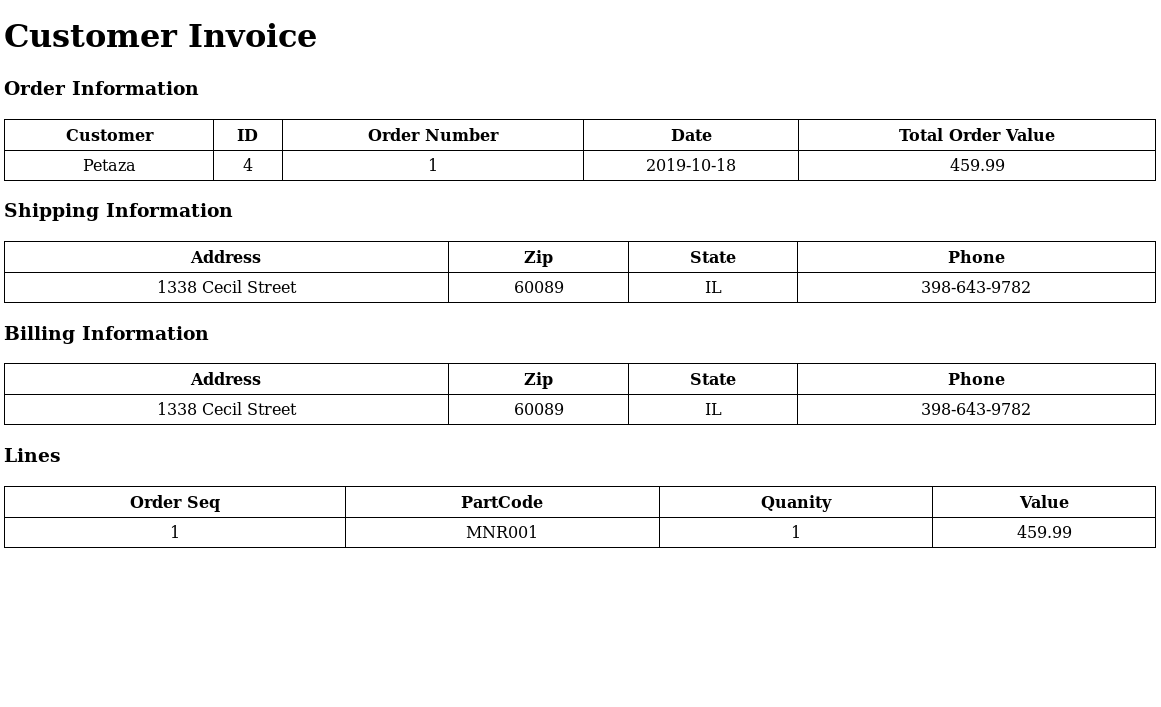 Customer Invoice
Order Information
Customer ID Order Number Date Total Order Value
Petaza 4 1 2019-10-18 459.99
Shipping Information
Address Zip State Phone
1338 Cecil Street 60089 IL 398-643-9782
Billing Information
Address Zip State Phone
1338 Cecil Street 60089 IL 398-643-9782
Lines
Order Seq PartCode Quanity Value
1 MNR001 1 459.99